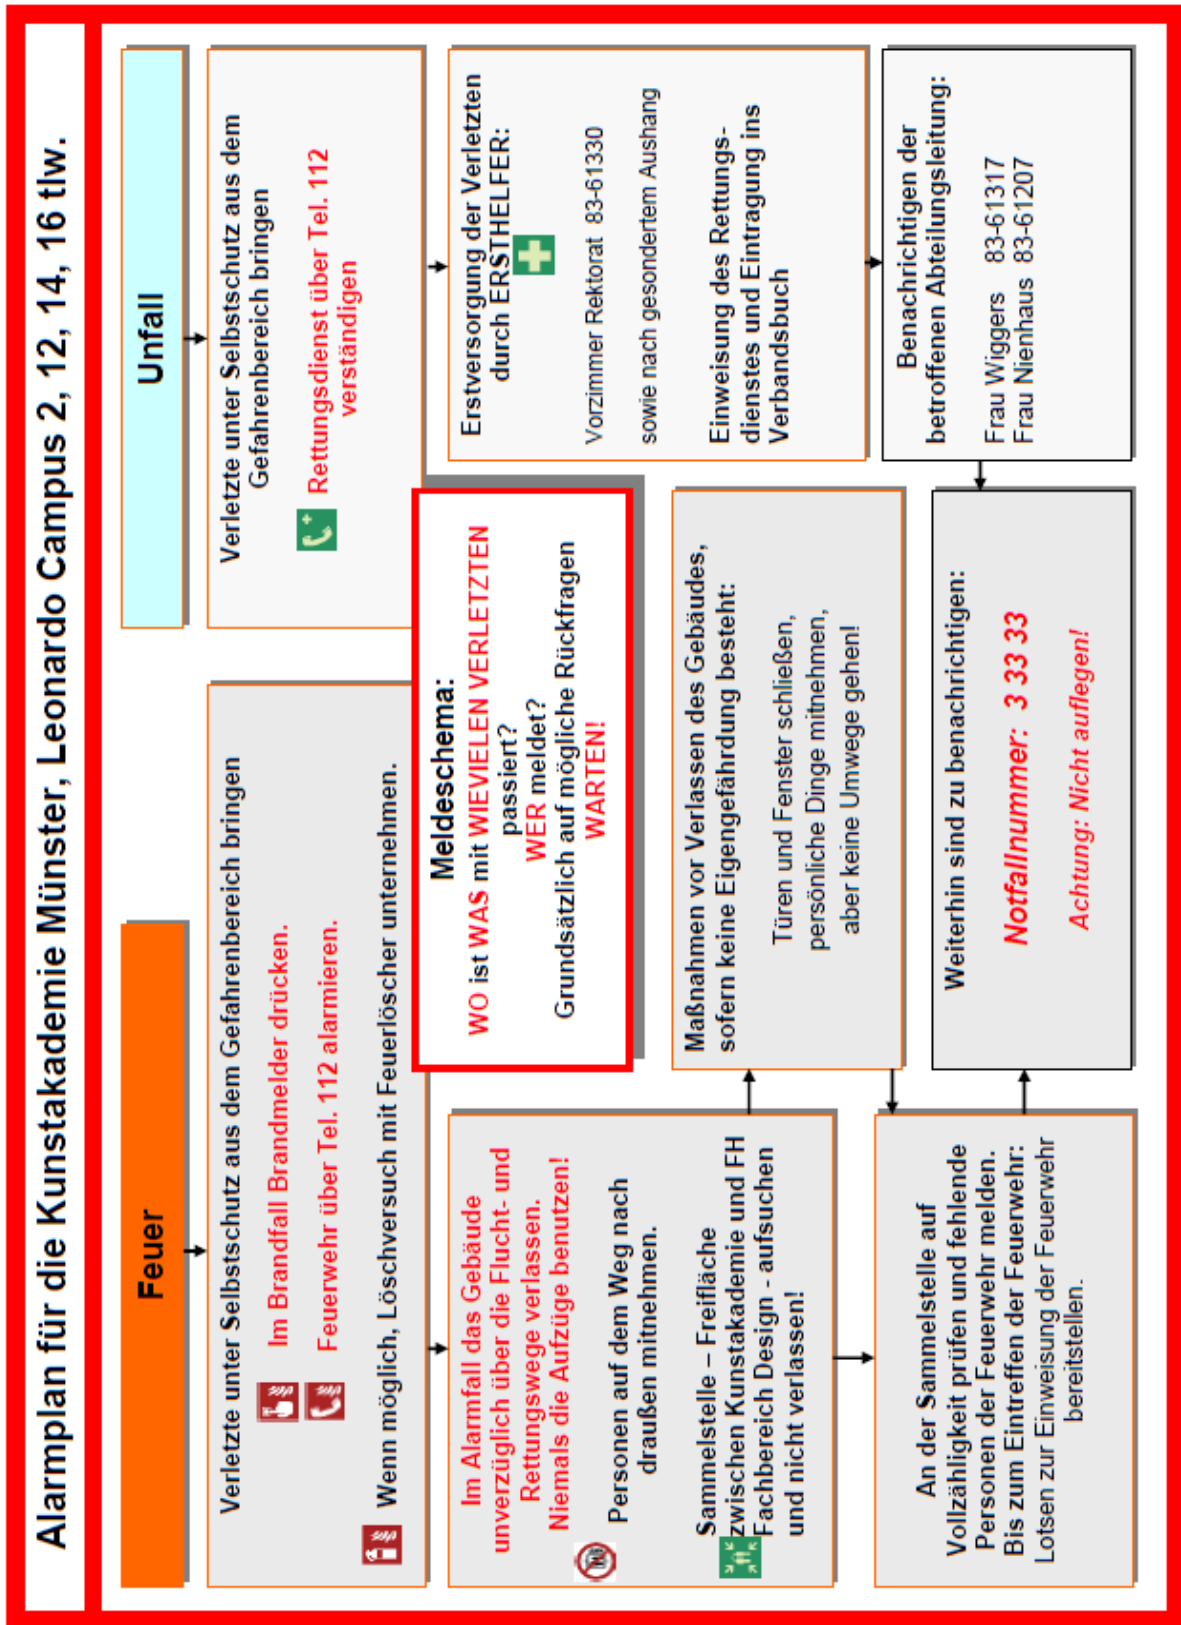 Alarmplan für die Kunstakademie Münster, Leonardo Campus 2, 12, 14, 16 tlw.
Feuer
Verletzte unter Selbstschutz aus dem Gefahrenbereich bringen
Im Brandfall Brandmelder drücken.
Feuerwehr über Tel. 112 alarmieren.
Wenn möglich, Löschversuch mit Feuerlöscher unternehmen.
Im Alarmfall das Gebäude
unverzüglich über die Flucht- und
Rettungswege verlassen.
Niemals die Aufzüge benutzen!
Personen auf dem Weg nach
draußen mitnehmen.
Sammelstelle – Freifläche
zwischen Kunstakademie und FH
Fachbereich Design - aufsuchen
und nicht verlassen!
Maßnahmen vor Verlassen des Gebäudes,
sofern keine Eigengefährdung besteht:
Türen und Fenster schließen,
persönliche Dinge mitnehmen,
aber keine Umwege gehen!
An der Sammelstelle auf
Vollzähligkeit prüfen und fehlende
Personen der Feuerwehr melden.
Bis zum Eintreffen der Feuerwehr:
Lotsen zur Einweisung der Feuerwehr
bereitstellen.
Meldeschema:
WO ist WAS mit WIEVIELEN VERLETZTEN
passiert?
WER meldet?
Grundsätzlich auf mögliche Rückfragen
WARTEN!
Unfall
Verletzte unter Selbstschutz aus dem
Gefahrenbereich bringen
Rettungsdienst über Tel. 112
verständigen
Erstversorgung der Verletzten
durch ERSTHELFER:
Vorzimmer Rektorat 83-61330
sowie nach gesondertem Aushang
Einweisung des Rettungs-
dienstes und Eintragung ins
Verbandsbuch
Benachrichtigen der
betroffenen Abteilungsleitung:
Frau Wiggers 83-61317
Frau Nienhaus 83-61207
Weiterhin sind zu benachrichtigen:
Notfallnummer: 3 33 33
Achtung: Nicht auflegen!